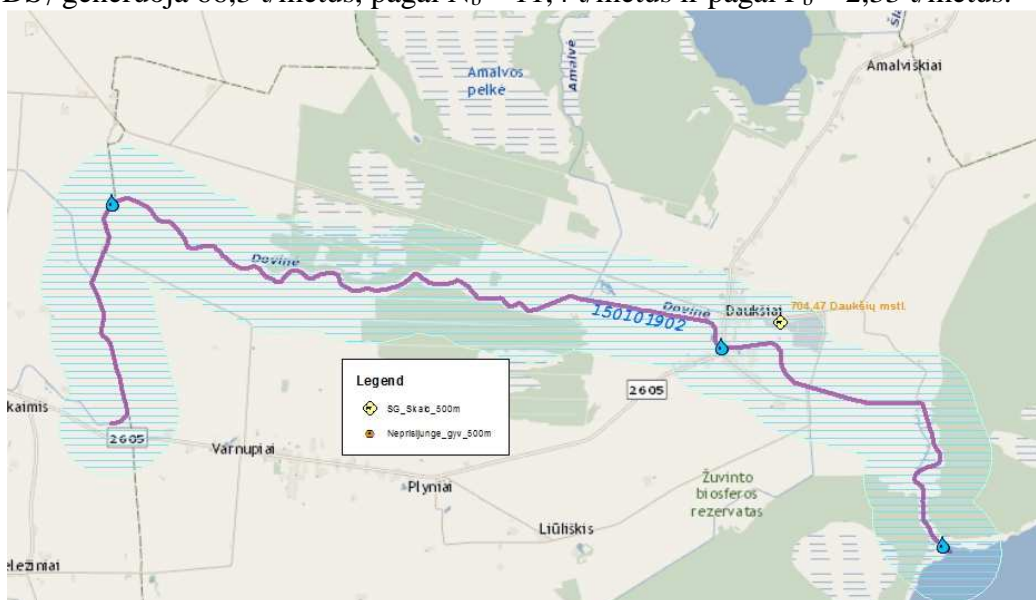 Amalviškiai
Amalvos
pelkė
Amalvė
Dovinė
150101902
Dovinė
Daukšiai
704,47 Daukšių mstl.
Legend
SG_Skaic_500m
Neprisijunge_gyv_500m
2605
kaimis
2605
Varnupiai
Plyniai
Žuvinto
biosferos
rezervatas
Liūliškis
eležiniai